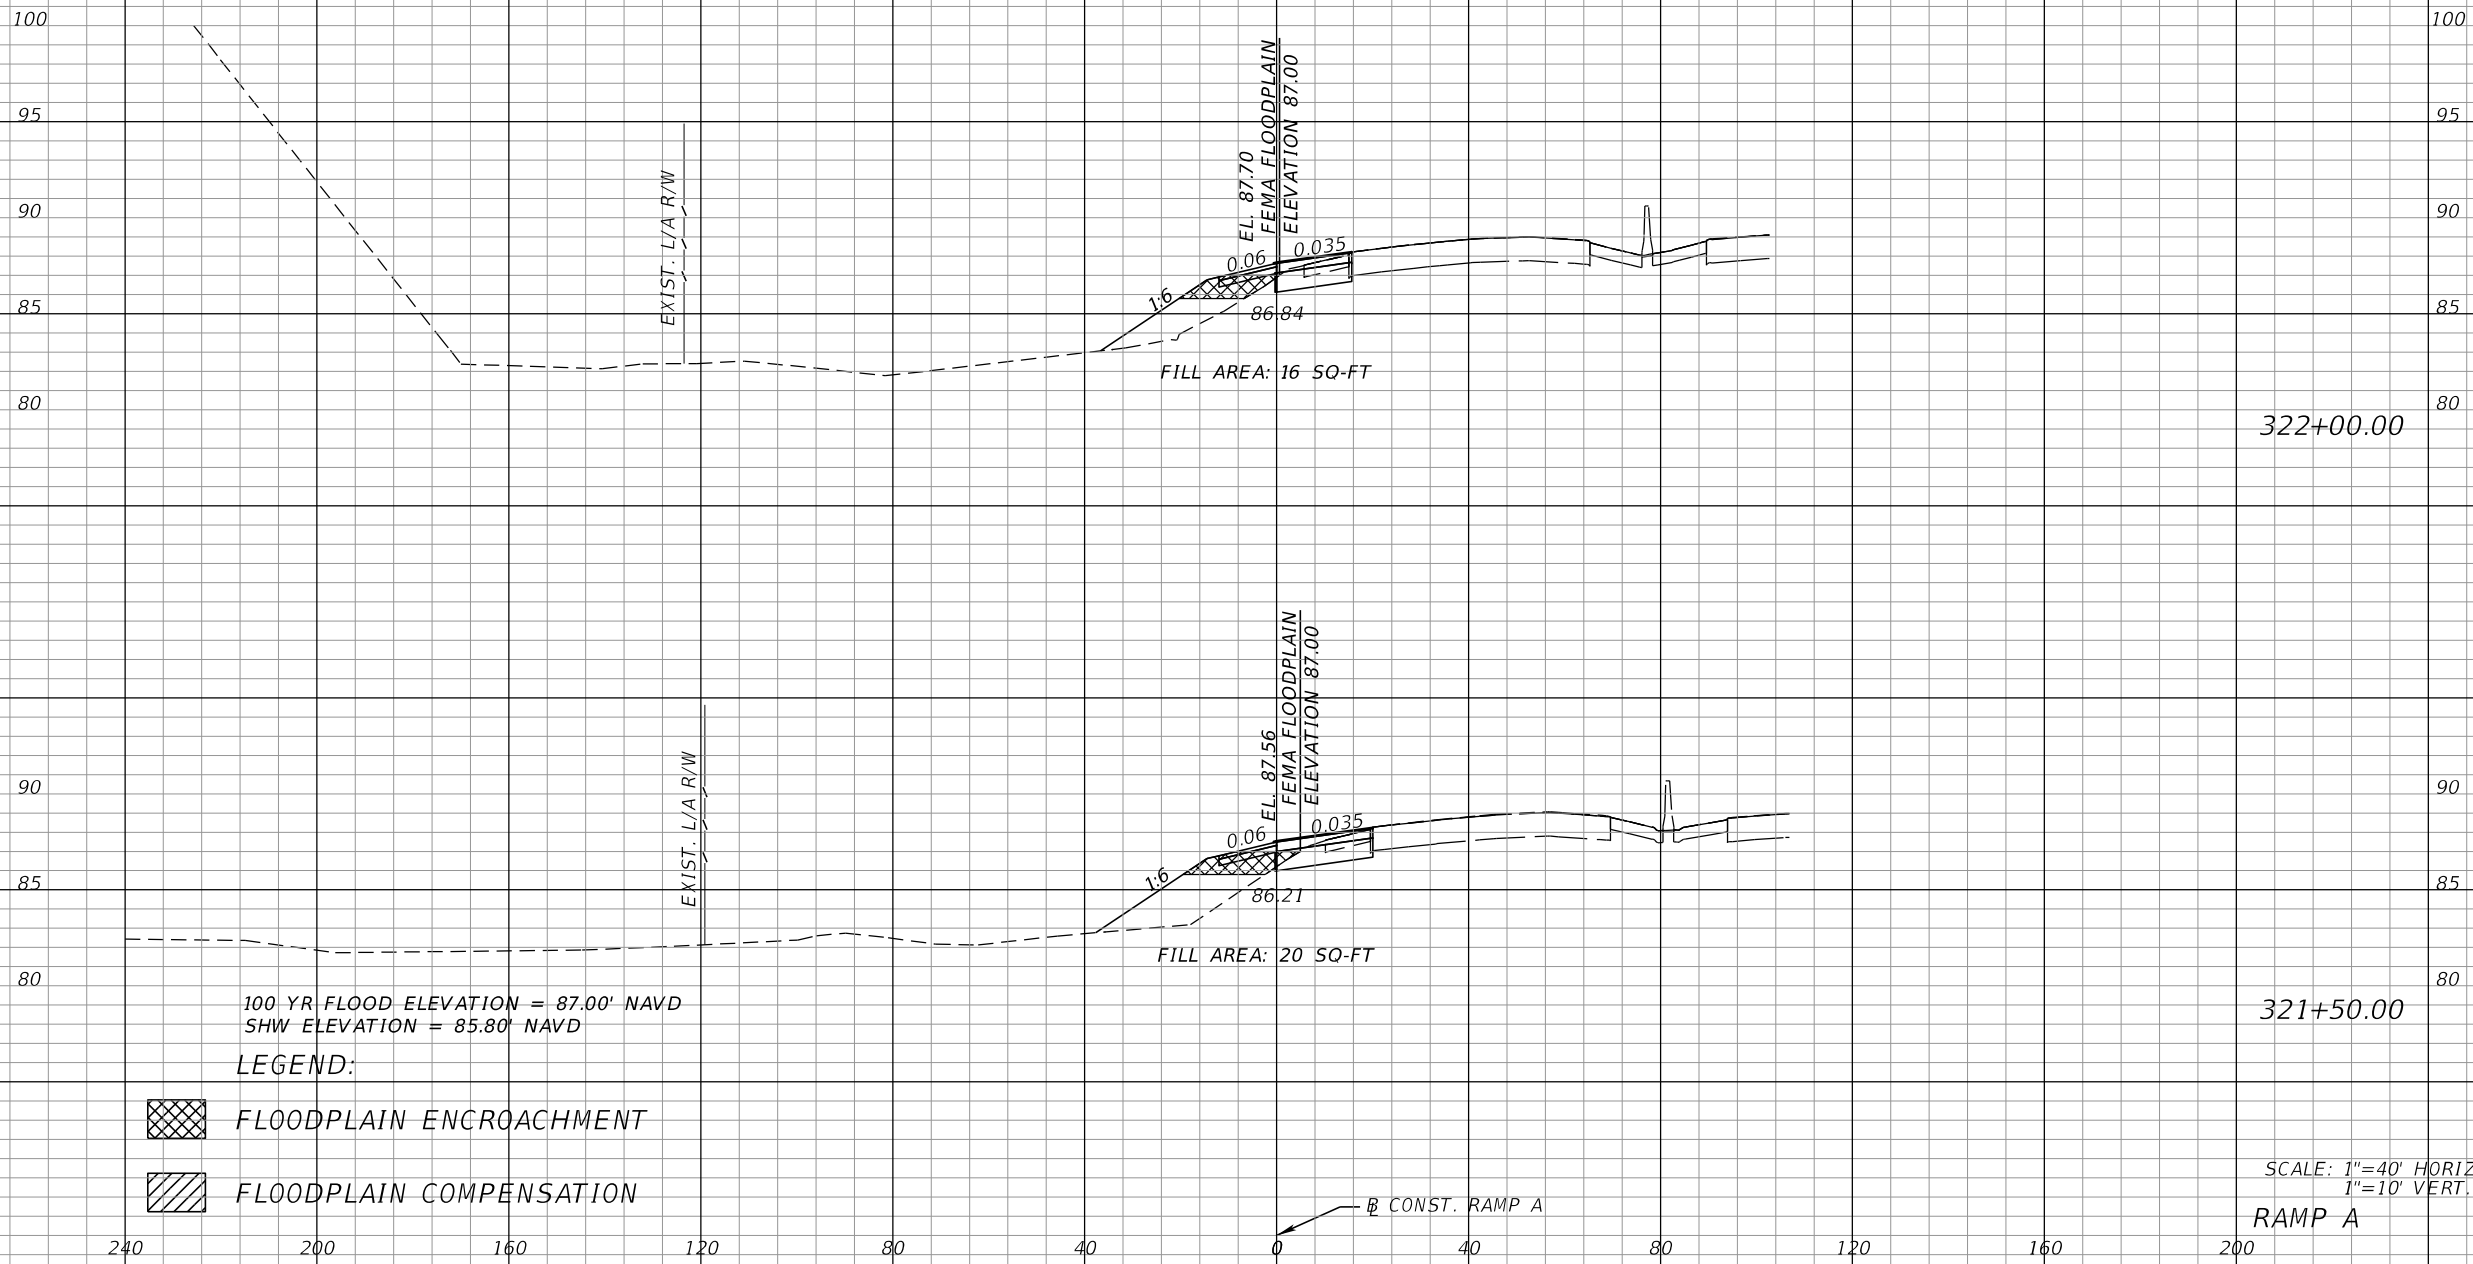 100
100
95
95
90
90
85
85
80
80
EXIST. L/A R/W
EL. 87.70
FEMA FLOODPLAIN
ELEVATION 87.00
0.06
0.035
1:6
86.84
FILL AREA: 16 SQ-FT
322+00.00
EXIST. L/A R/W
EL. 87.56
FEMA FLOODPLAIN
ELEVATION 87.00
90
90
0.06
0.035
1:6
85
85
86.21
FILL AREA: 20 SQ-FT
80
80
321+50.00
100 YR FLOOD ELEVATION = 87.00' NAVD
SHW ELEVATION = 85.80' NAVD
LEGEND:
FLOODPLAIN ENCROACHMENT
FLOODPLAIN COMPENSATION
SCALE: 1"=40' HORIZ
1"=10' VERT.
BL CONST. RAMP A
RAMP A
240 200 160 120 80 40 0 40 80 120 160 200